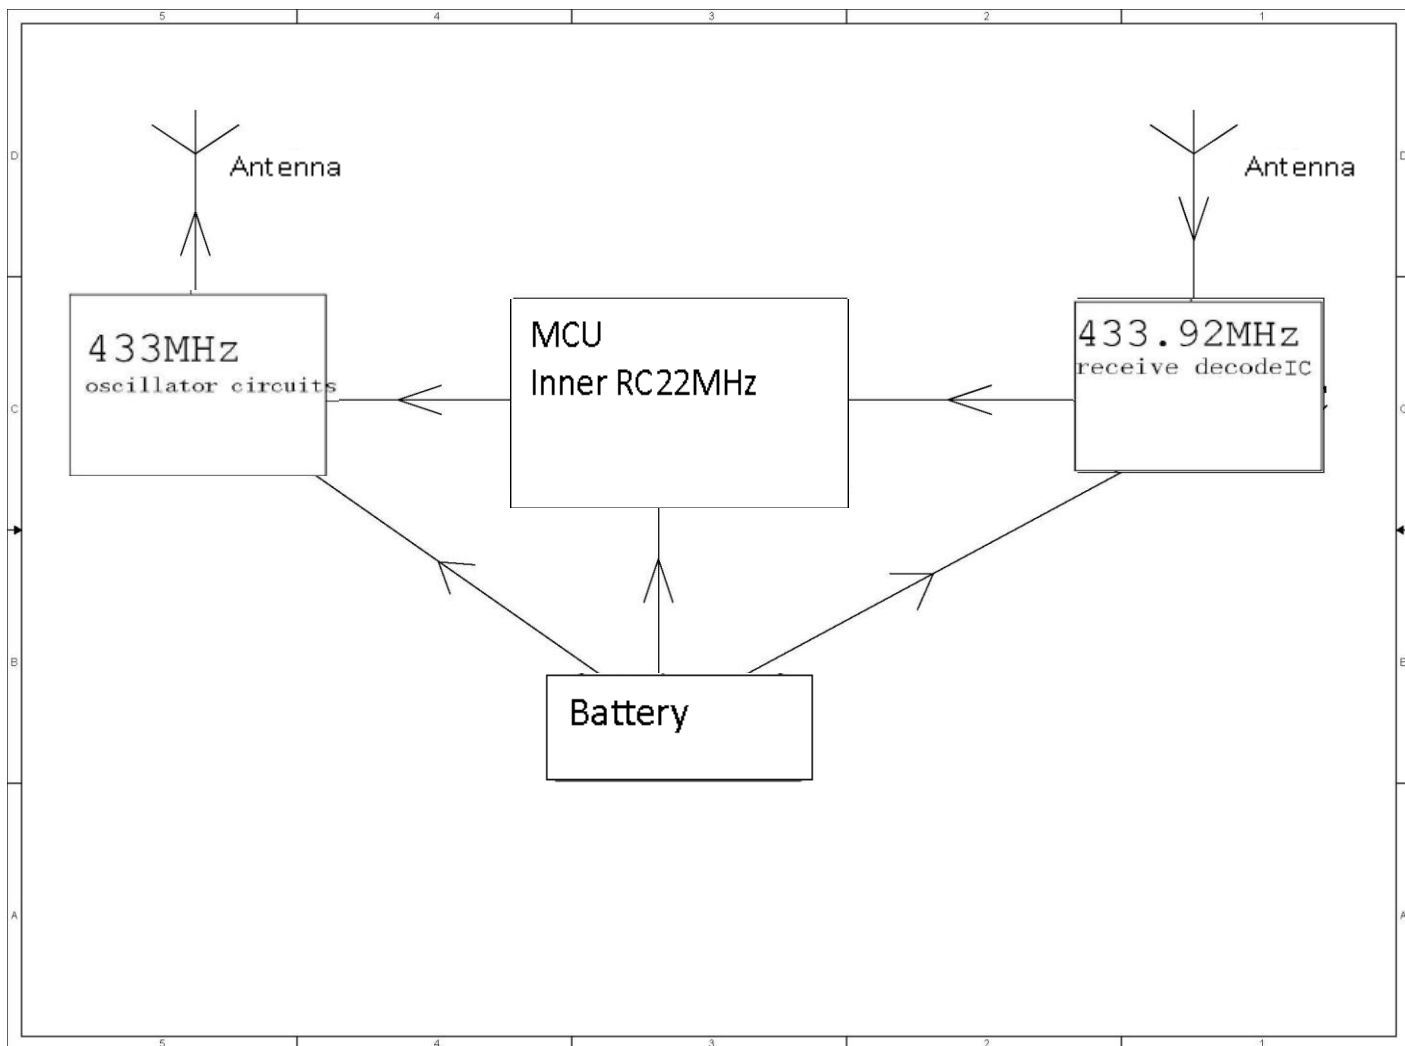 5 4 3 2 1
D D
Antenna Antenna
433MHz
oscillator circuits
MCU
Inner RC22MHz
433.92MHz
receive decodeIC
C C
B B
Battery
A A
5 4 3 2 1